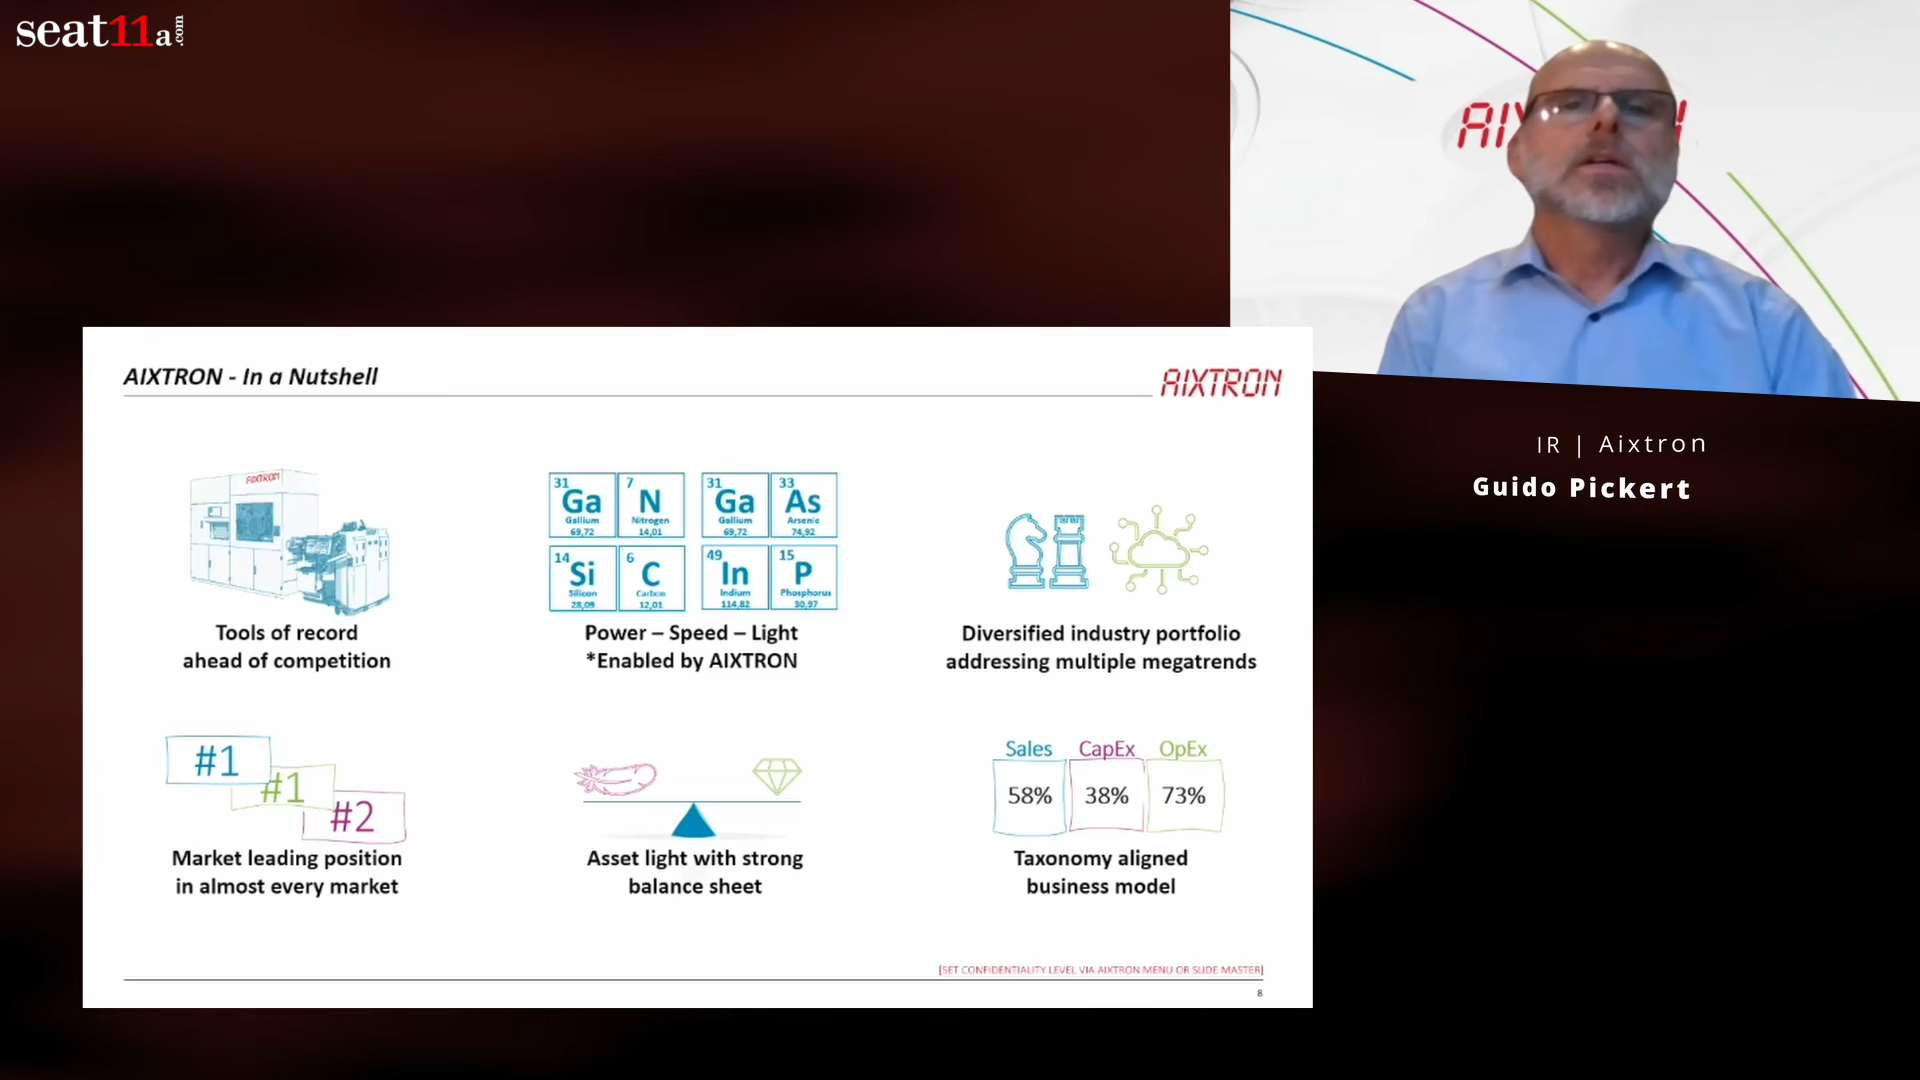 seat11a.com
AIX
IR | Aixtron
Guido Pickert
AIXTRON - In a Nutshell
AIXTRON
AIXTRON
Tools of record
ahead of competition
31 7 31 33
Ga N Ga As
Gallium Nitrogen Gallium Arsenic
69,72 14,01 69,72 74,92
14 6 49 15
Si C In P
Silicon Carbon Indium Phosphorus
28,09 12,01 114,82 30,97
Power – Speed – Light
*Enabled by AIXTRON
Diversified industry portfolio
addressing multiple megatrends
#1
#1
#2
Market leading position
in almost every market
Asset light with strong
balance sheet
Sales CapEx OpEx
58% 38% 73%
Taxonomy aligned
business model
[SET CONFIDENTIALITY LEVEL VIA AIXTRON MENU OR SLIDE MASTER]
8